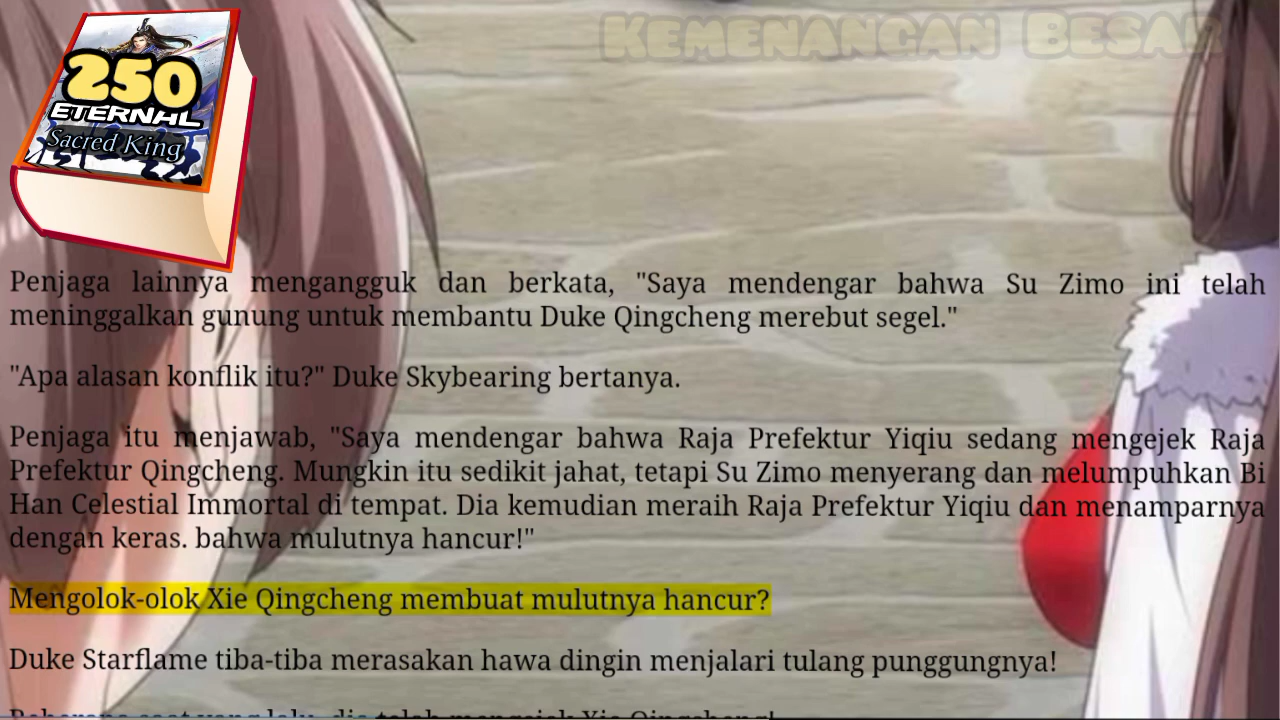 Kemenangan Besar
250
ETERNAL
Sacred King
Penjaga lainnya mengangguk dan berkata, "Saya mendengar bahwa Su Zimo ini telah
meninggalkan gunung untuk membantu Duke Qingcheng merebut segel."
"Apa alasan konflik itu?" Duke Skybearing bertanya.
Penjaga itu menjawab, "Saya mendengar bahwa Raja Prefektur Yiqiu sedang mengejek Raja
Prefektur Qingcheng. Mungkin itu sedikit jahat, tetapi Su Zimo menyerang dan melumpuhkan Bi
Han Celestial Immortal di tempat. Dia kemudian meraih Raja Prefektur Yiqiu dan menamparnya
dengan keras. bahwa mulutnya hancur!"
Mengolok-olok Xie Qingcheng membuat mulutnya hancur?
Duke Starflame tiba-tiba merasakan hawa dingin menjalari tulang punggungnya!